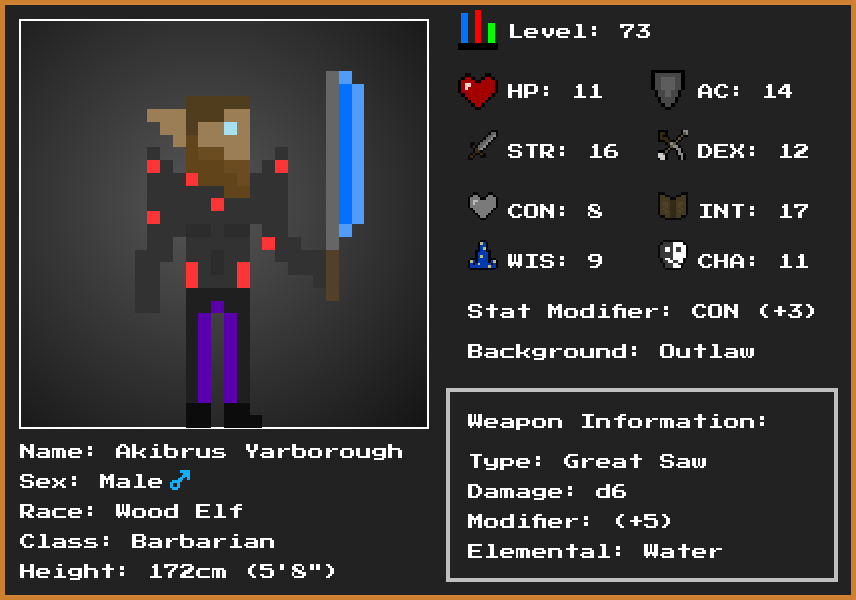 Level: 73
HP: 11 AC: 14
STR: 16 DEX: 12
CON: 8 INT: 17
WIS: 9 CHA: 11
Stat Modifier: CON (+3)
Background: Outlaw
Weapon Information:
Type: Great Saw
Damage: d6
Modifier: (+5)
Elemental: Water
Name: Akibrus Yarborough
Sex: Male ♂
Race: Wood Elf
Class: Barbarian
Height: 172cm (5'8")